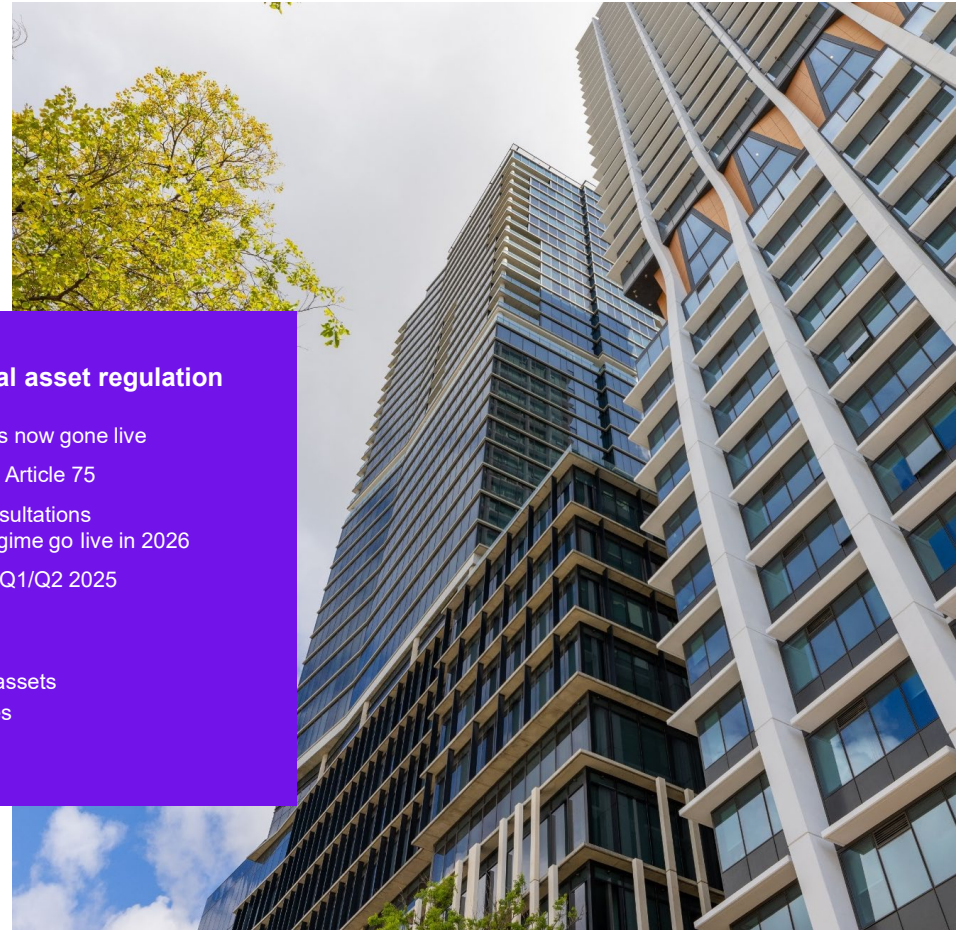 al asset regulation
s now gone live
Article 75
sultations
gime go live in 2026
Q1/Q2 2025
assets
s